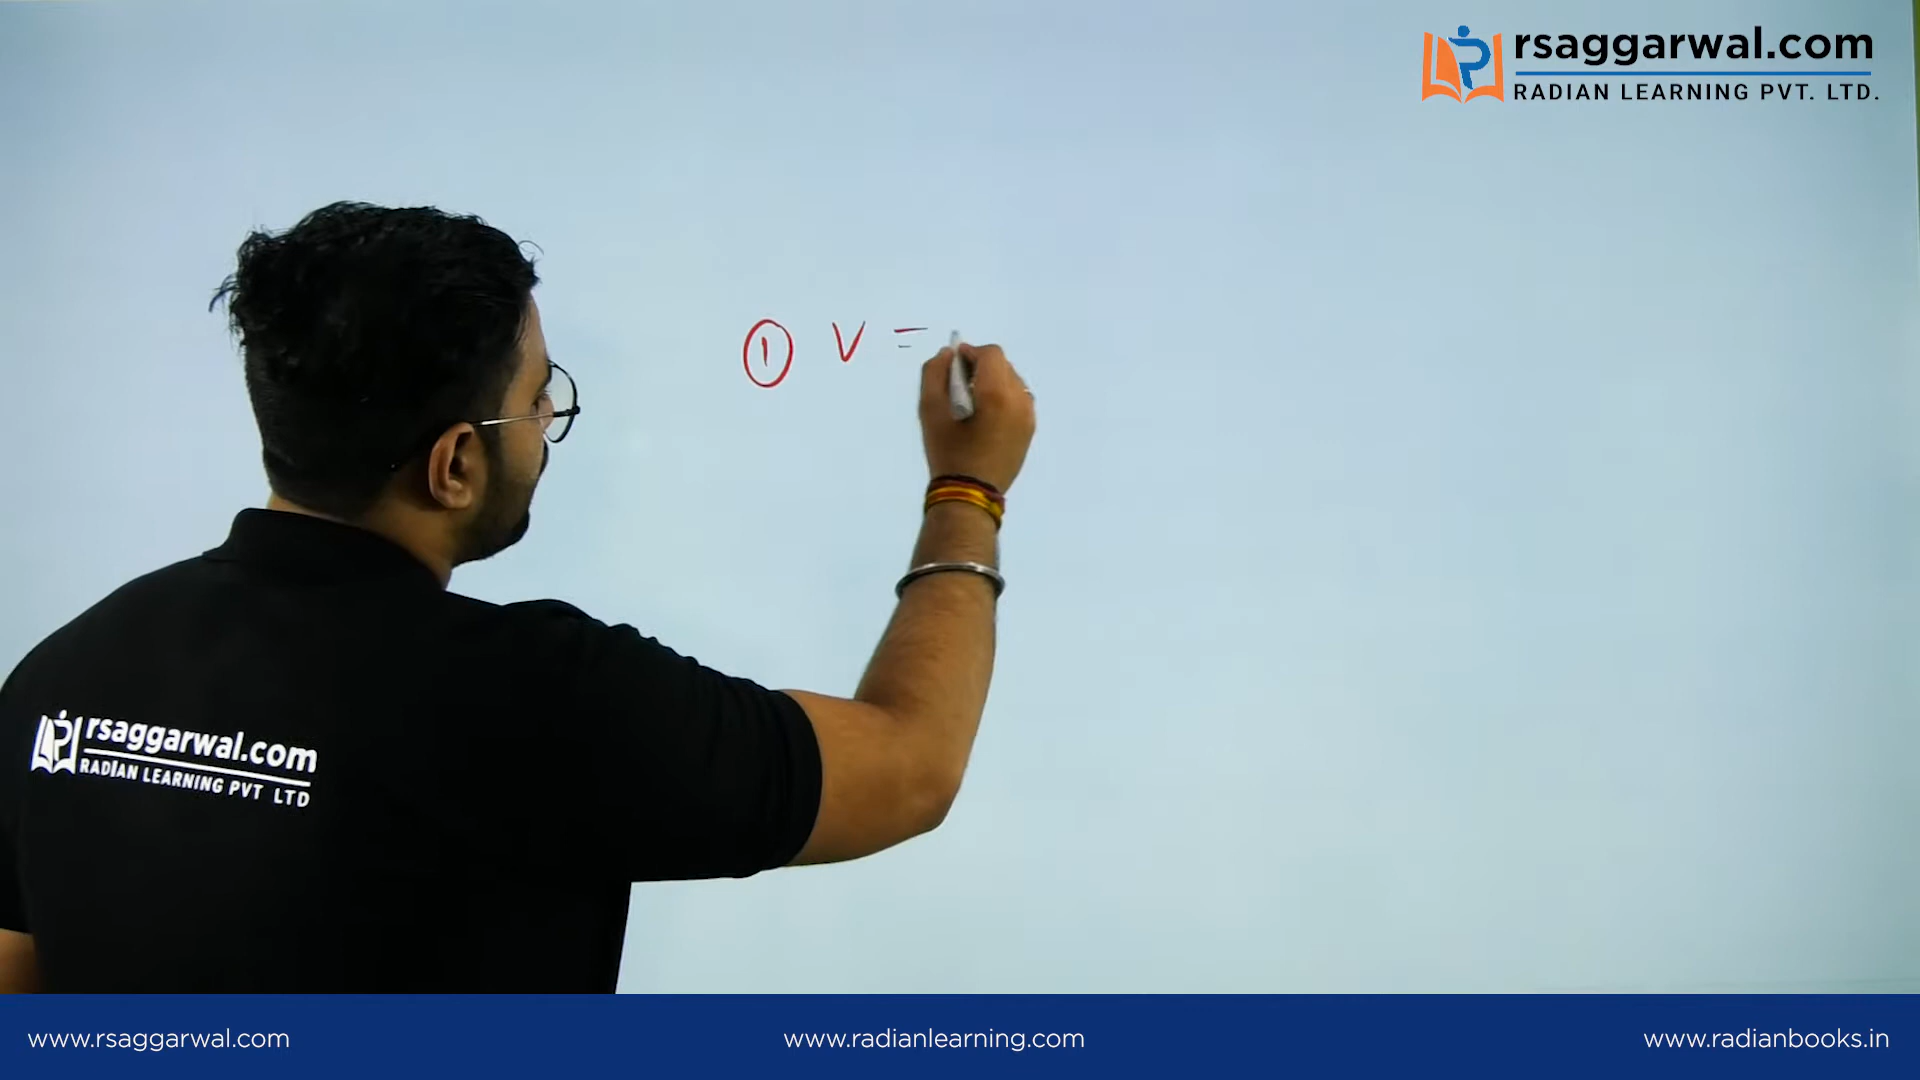 rsaggarwal.com
RADIAN LEARNING PVT. LTD.
① V =
rsaggarwal.com
RADIAN LEARNING PVT LTD
www.rsaggarwal.com
www.radianlearning.com
www.radianbooks.in